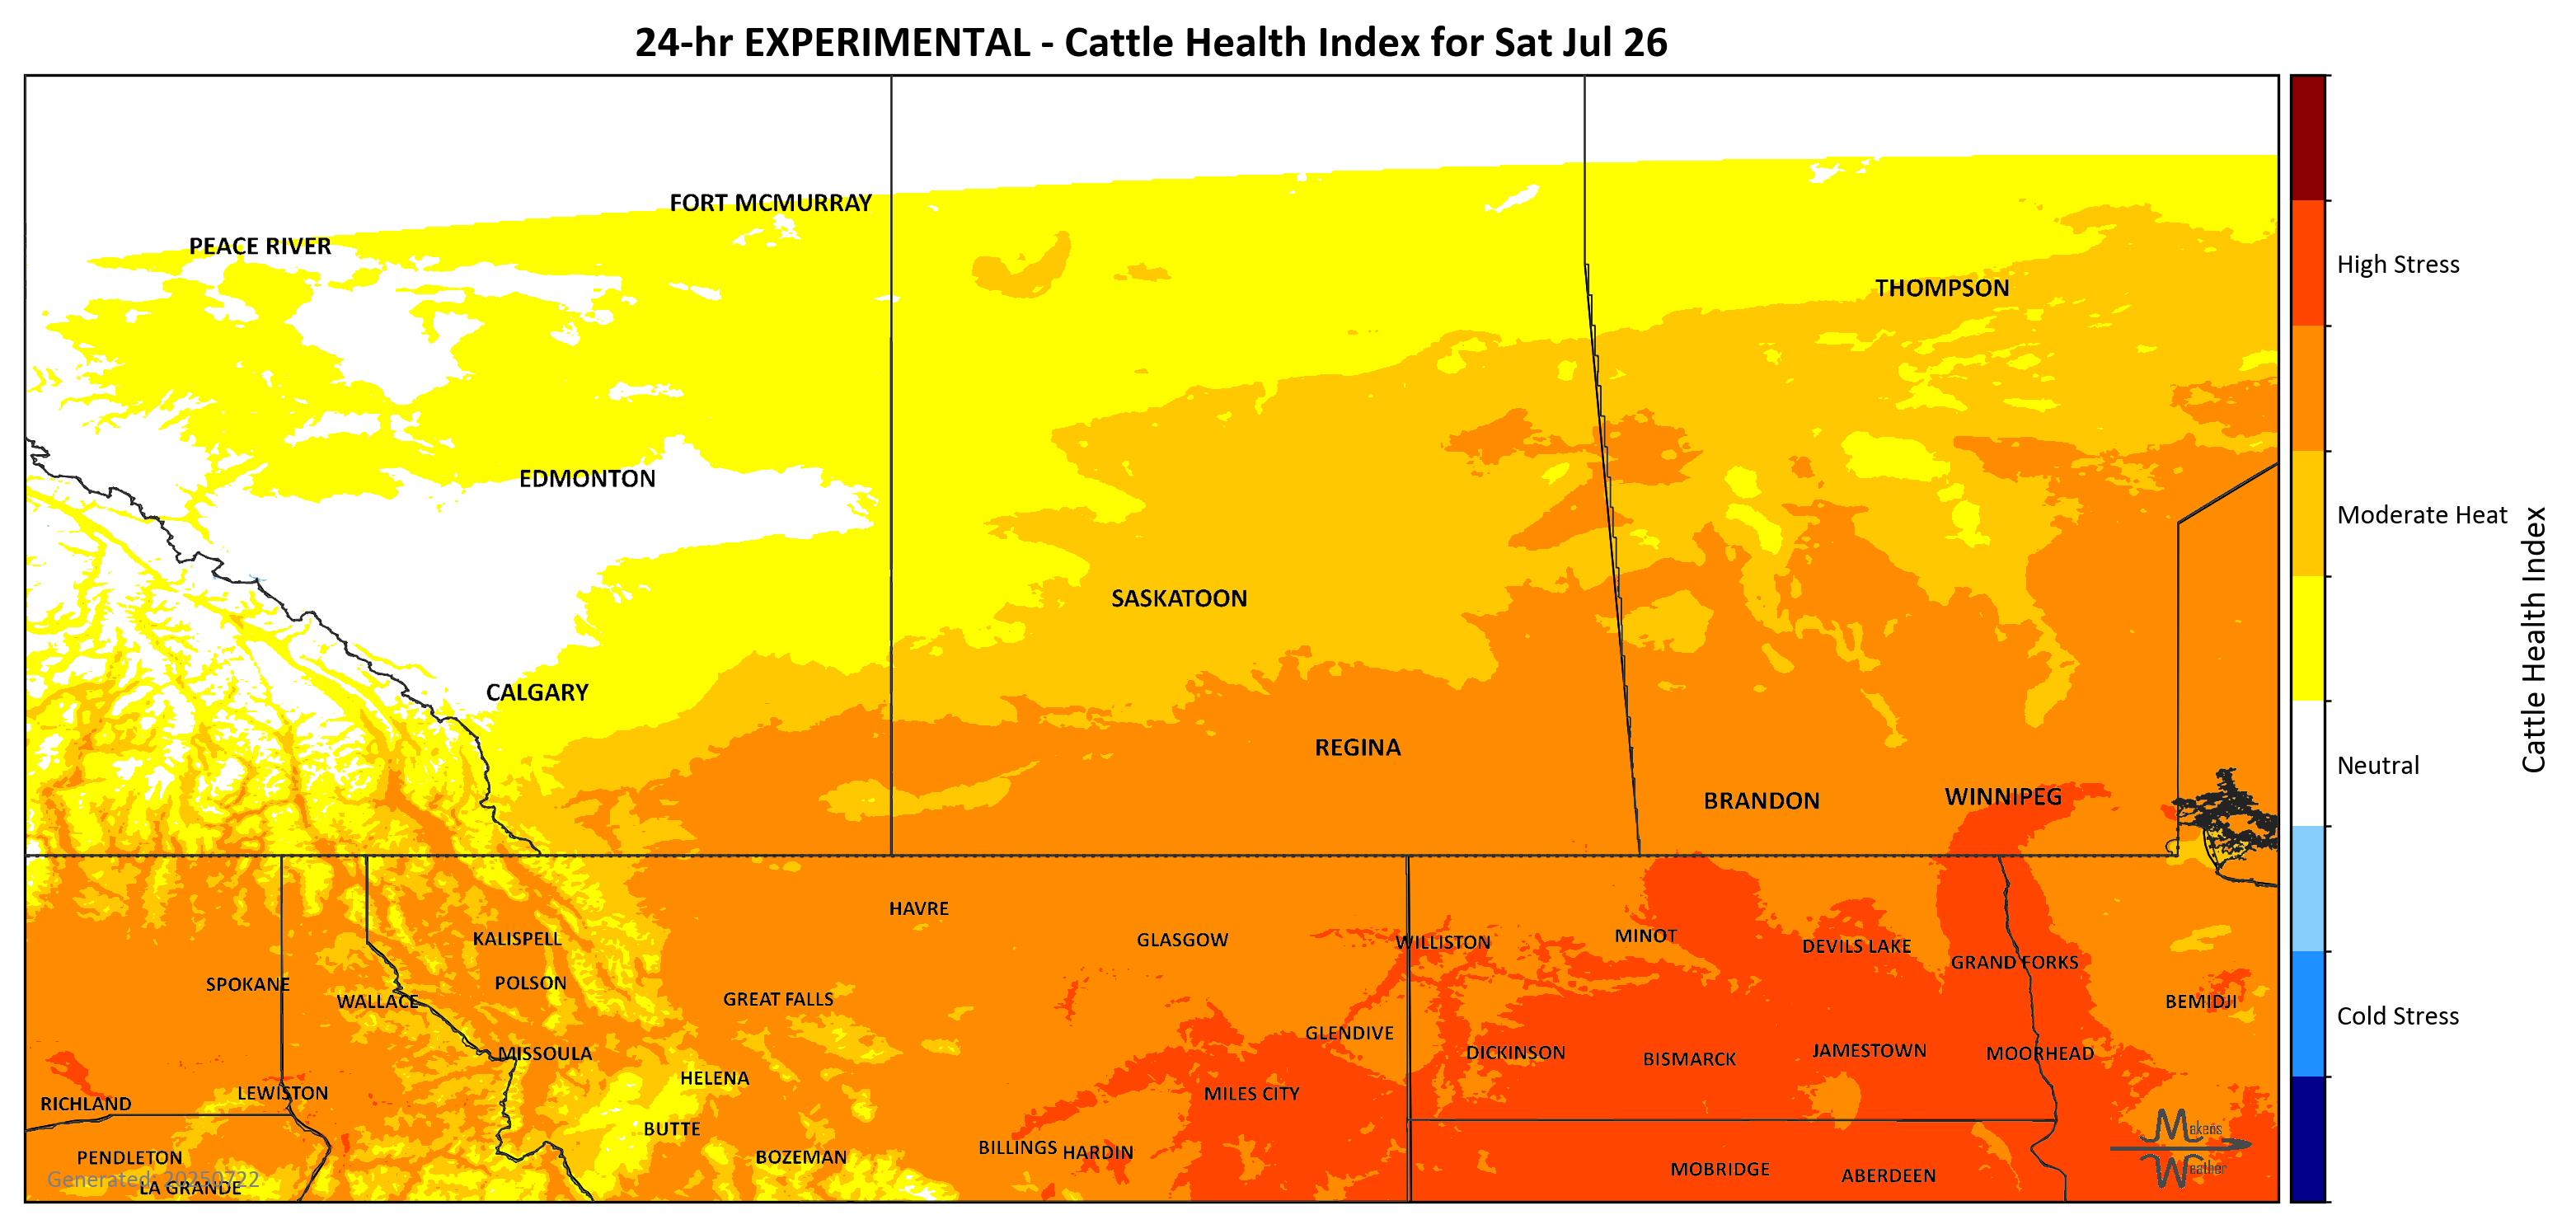 24-hr EXPERIMENTAL - Cattle Health Index for Sat Jul 26
FORT MCMURRAY
PEACE RIVER
High Stress
THOMPSON
EDMONTON
Moderate Heat
SASKATOON
Cattle Health Index
CALGARY
REGINA
Neutral
WINNIPEG
BRANDON
HAVRE
MINOT
KALISPELL
GLASGOW
WILLISTON
DEVILS LAKE
GRAND FORKS
SPOKANE
POLSON
WALLACE
GREAT FALLS
BEMIDJI
Cold Stress
GLENDIVE
MISSOULA
DICKINSON
BISMARCK
JAMESTOWN
MOORHEAD
HELENA
LEWISTON
MILES CITY
RICHLAND
BUTTE
Makens
Weather
BILLINGS
HARDIN
PENDLETON
BOZEMAN
MOBRIDGE
ABERDEEN
Generated: 20250722
LA GRANDE